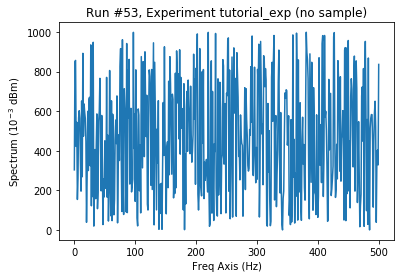 Run #53, Experiment tutorial_exp (no sample)
1000
800
600
400
200
0
Spectrum (10⁻³ dBm)
0 100 200 300 400 500
Freq Axis (Hz)